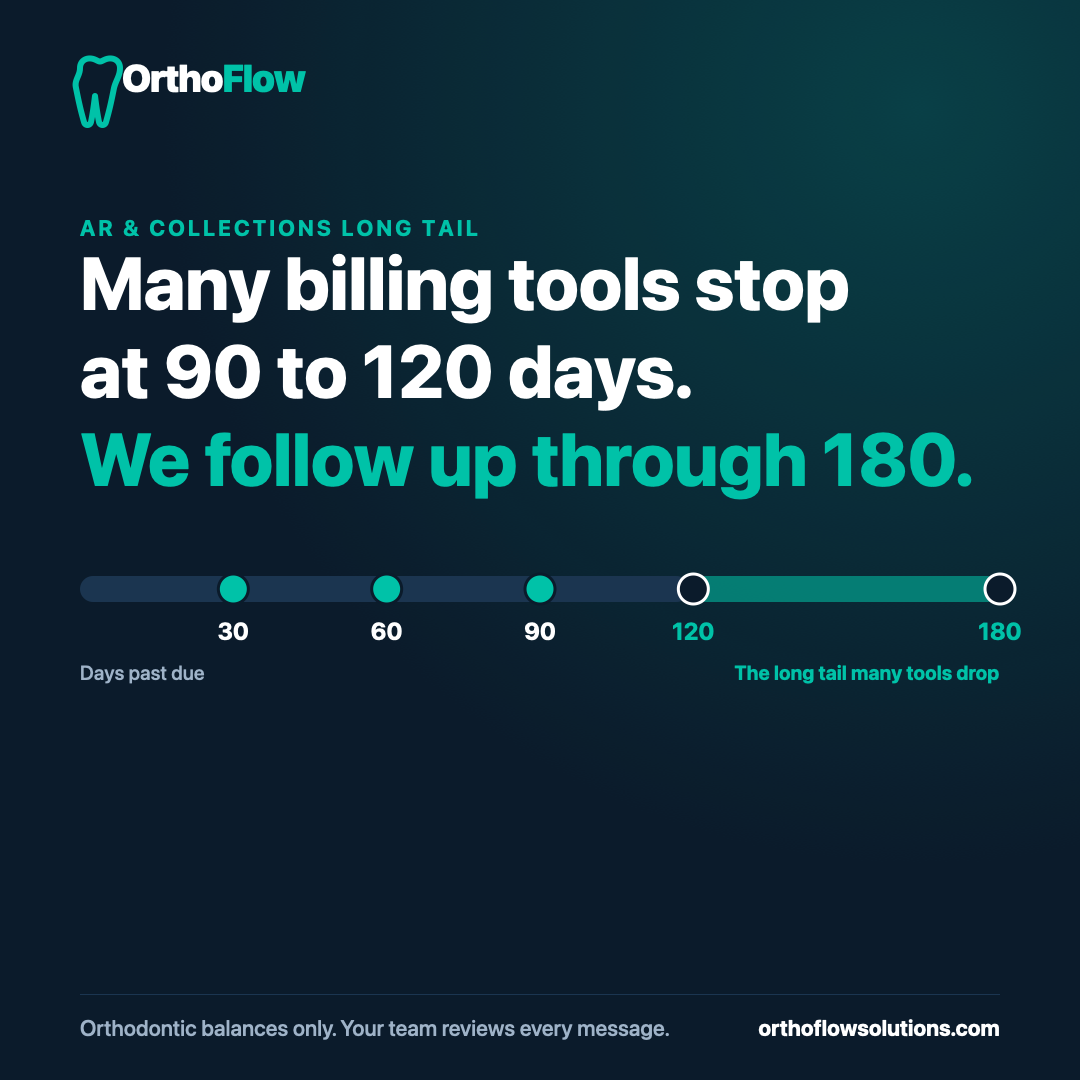 OrthoFlow
AR & COLLECTIONS LONG TAIL
Many billing tools stop
at 90 to 120 days.
We follow up through 180.
30 60 90 120 180
Days past due The long tail many tools drop
Orthodontic balances only. Your team reviews every message. orthoflowsolutions.com